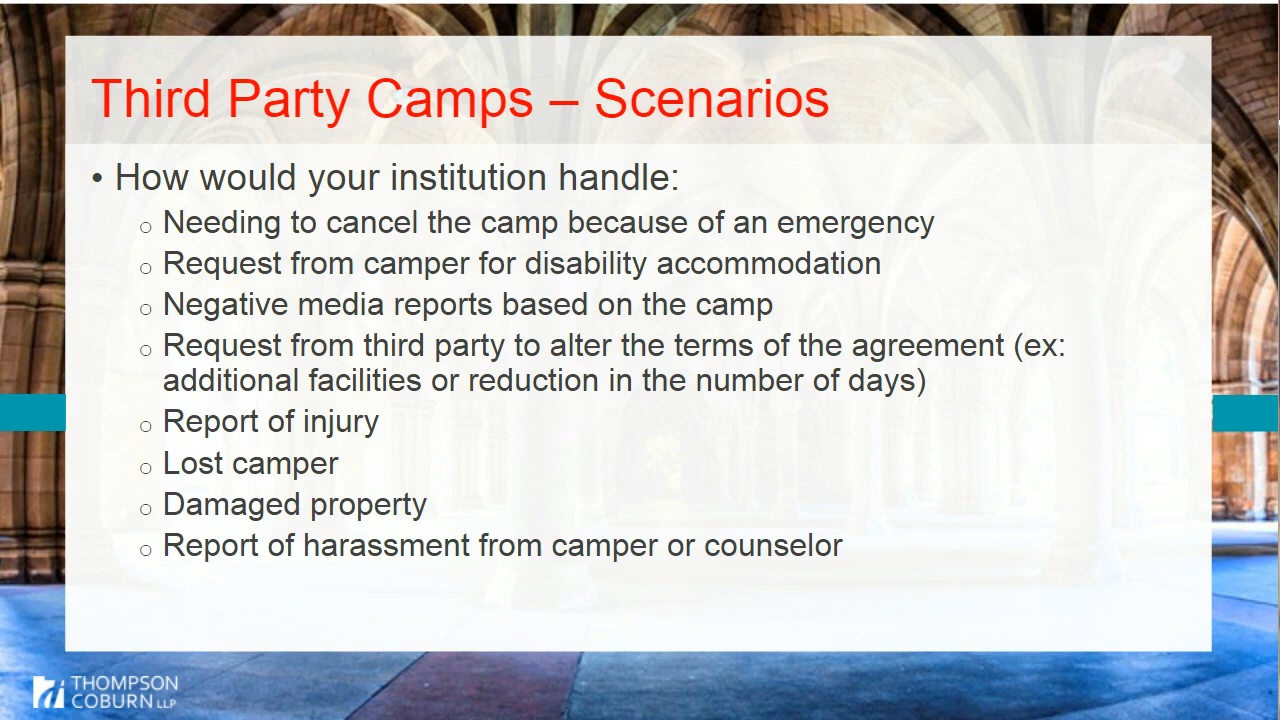 Third Party Camps – Scenarios
• How would your institution handle:
o Needing to cancel the camp because of an emergency
o Request from camper for disability accommodation
o Negative media reports based on the camp
o Request from third party to alter the terms of the agreement (ex:
additional facilities or reduction in the number of days)
o Report of injury
o Lost camper
o Damaged property
o Report of harassment from camper or counselor
THOMPSON
COBURN LLP